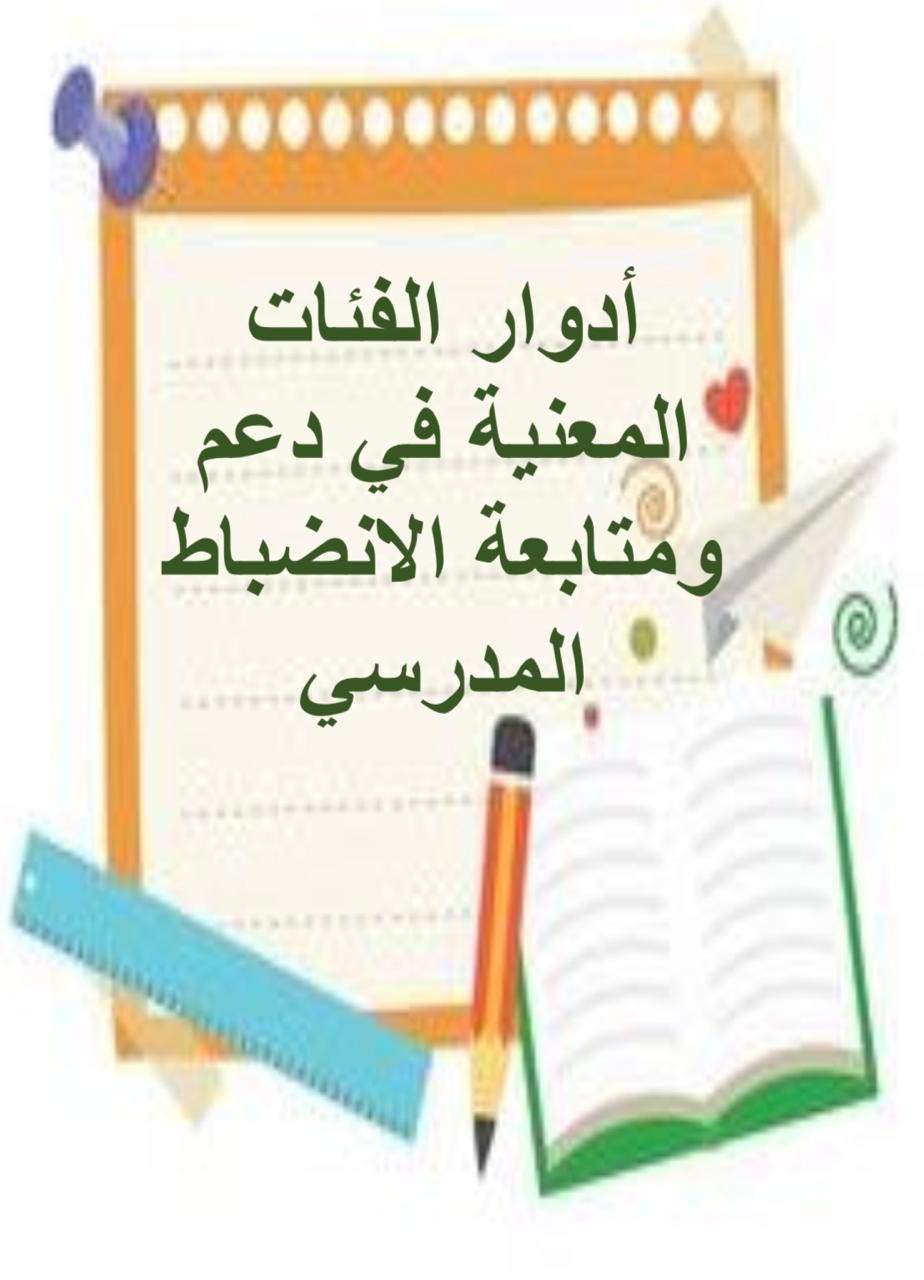 أدوار الفئات
المعنية في دعم
ومتابعة الانضباط
المدرسي